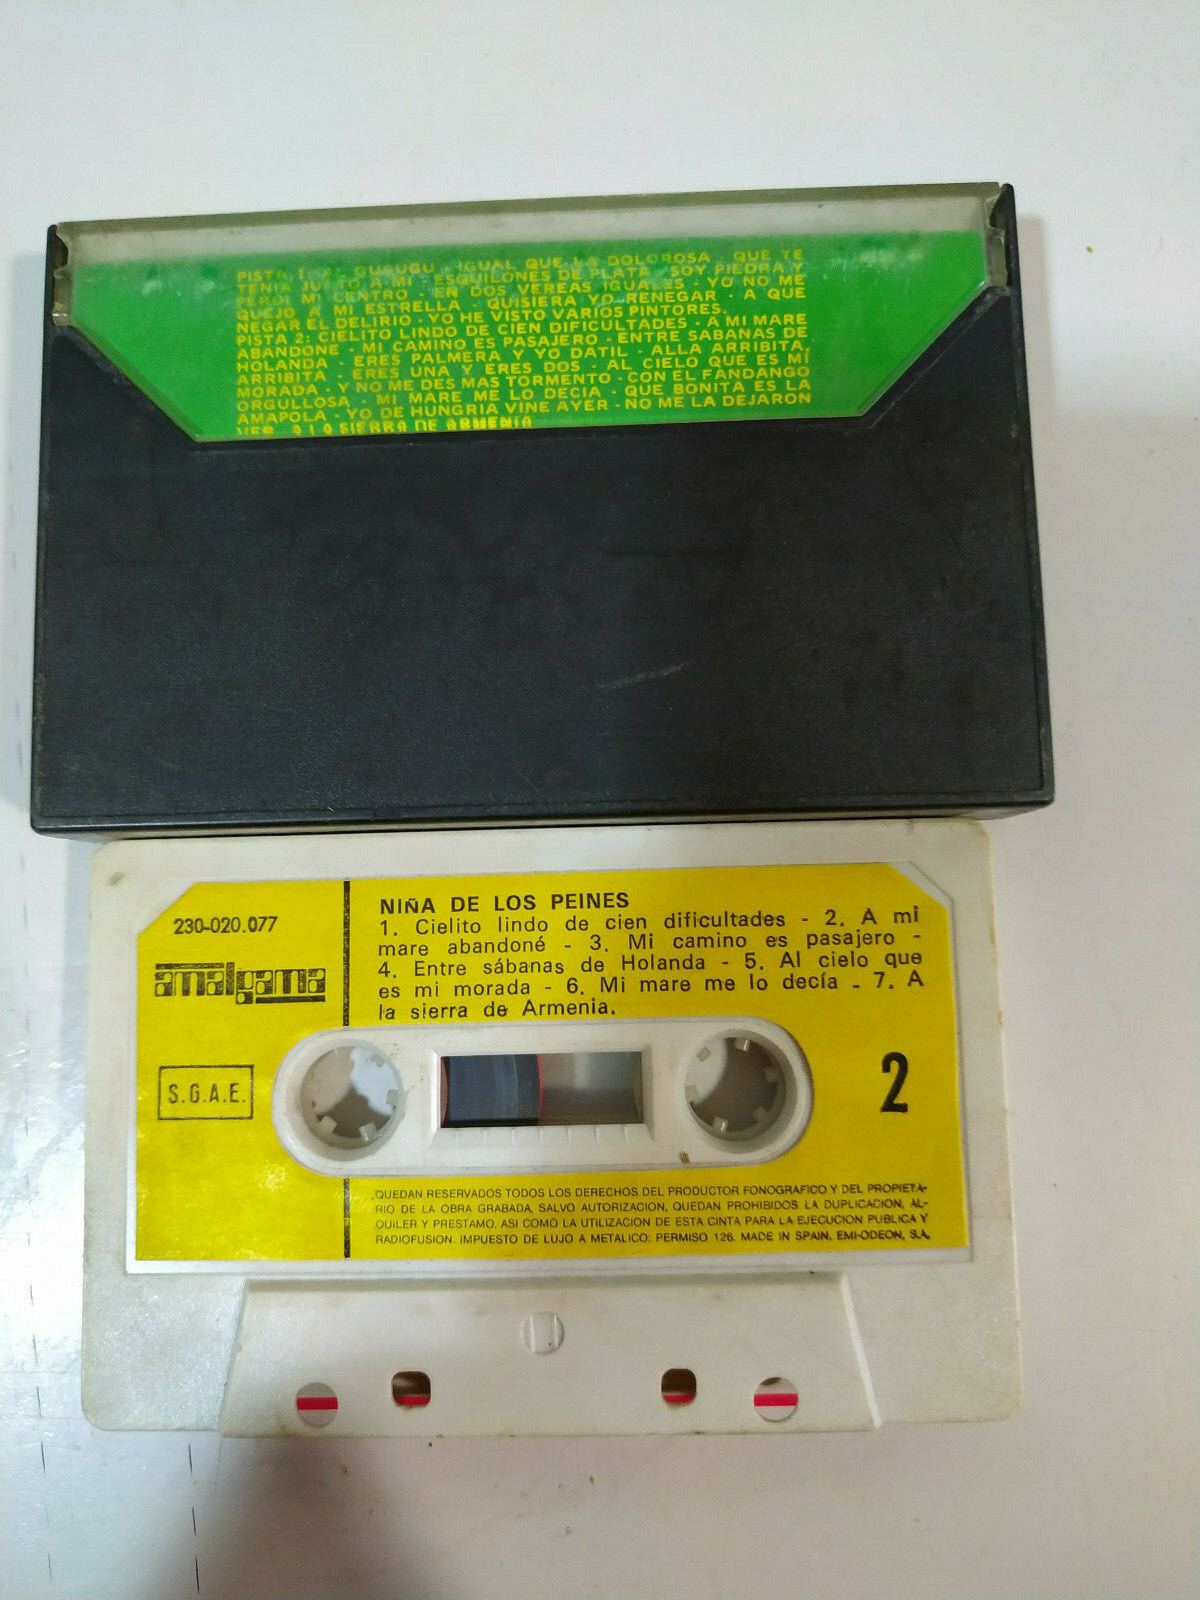 PISTA 1: EL GURUGU - IGUAL QUE LA DOLOROSA - QUE TE
TENIA JUNTO A MI - ESQUILONES DE PLATA - SOY PIEDRA Y
PERDI MI CENTRO - EN DOS VEREAS IGUALES - YO NO ME
QUEJO A MI ESTRELLA - QUISIERA YO RENEGAR - A QUE
NEGAR EL DELIRIO - YO HE VISTO VARIOS PINTORES.
PISTA 2: CIELITO LINDO DE CIEN DIFICULTADES - A MI MARE
ABANDONE - MI CAMINO ES PASAJERO - ENTRE SABANAS DE
HOLANDA - ERES PALMERA Y YO DATIL - ALLA ARRIBITA,
ARRIBITA - ERES UNA Y ERES DOS - AL CIELO QUE ES MI
MORADA - Y NO ME DES MAS TORMENTO - CON EL FANDANGO
ORGULLOSA - MI MARE ME LO DECIA - QUE BONITA ES LA
AMAPOLA - YO DE HUNGRIA VINE AYER - NO ME LA DEJARON
VER - A LA SIERRA DE ARMENIA
230-020.077
amalgama
S.G.A.E.
NIÑA DE LOS PEINES
1. Cielito lindo de cien dificultades - 2. A mi
mare abandoné - 3. Mi camino es pasajero -
4. Entre sábanas de Holanda - 5. Al cielo que
es mi morada - 6. Mi mare me lo decía - 7. A
la sierra de Armenia.
2
QUEDAN RESERVADOS TODOS LOS DERECHOS DEL PRODUCTOR FONOGRAFICO Y DEL PROPIETA-
RIO DE LA OBRA GRABADA, SALVO AUTORIZACION, QUEDAN PROHIBIDOS LA DUPLICACION, AL-
QUILER Y PRESTAMO, ASI COMO LA UTILIZACION DE ESTA CINTA PARA LA EJECUCION PUBLICA Y
RADIOFUSION. IMPUESTO DE LUJO A METALICO: PERMISO 126. MADE IN SPAIN. EMI-ODEON, S.A.